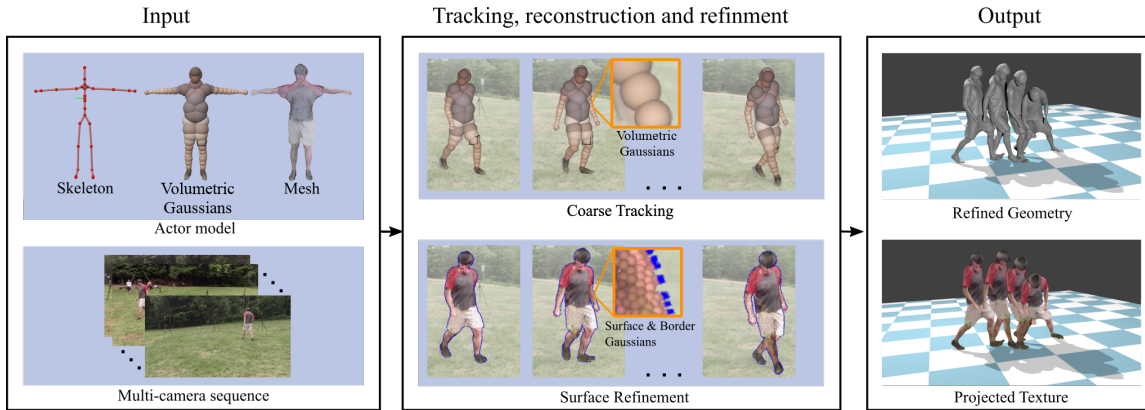 Input
Tracking, reconstruction and refinment
Output
Skeleton
Volumetric
Gaussians
Mesh
Actor model
Multi-camera sequence
Volumetric
Gaussians
. . .
Coarse Tracking
Surface & Border
Gaussians
. . .
Surface Refinement
Refined Geometry
Projected Texture